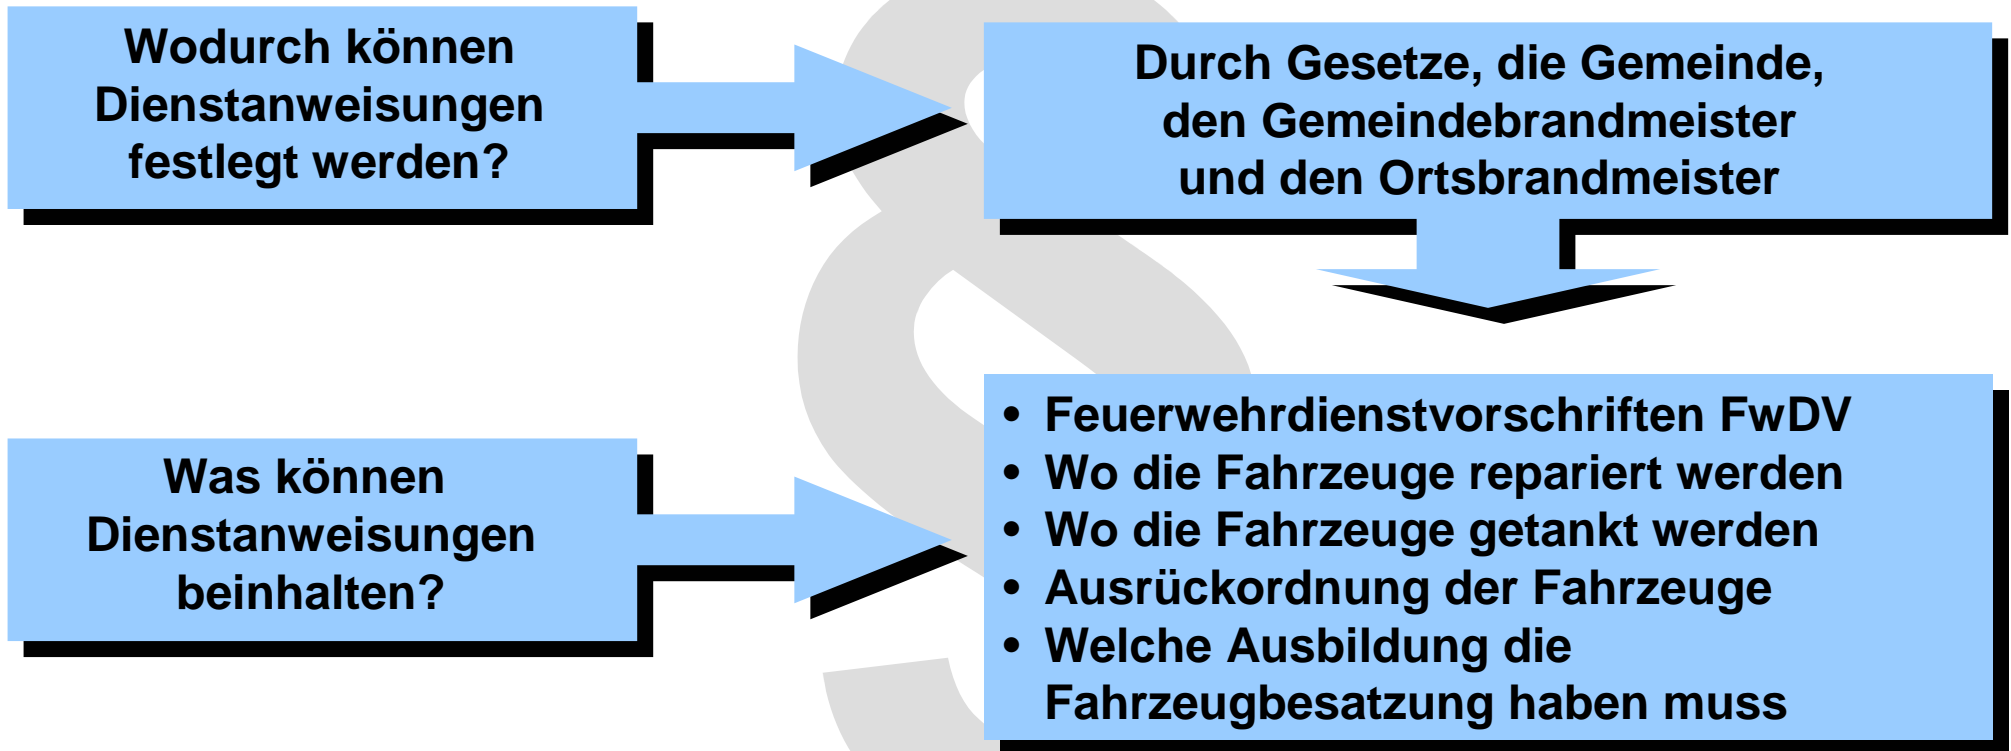 Wodurch können
Dienstanweisungen
festlegt werden?
Durch Gesetze, die Gemeinde,
den Gemeindebrandmeister
und den Ortsbrandmeister
Was können
Dienstanweisungen
beinhalten?
• Feuerwehrdienstvorschriften FwDV
• Wo die Fahrzeuge repariert werden
• Wo die Fahrzeuge getankt werden
• Ausrückordnung der Fahrzeuge
• Welche Ausbildung die
Fahrzeugbesatzung haben muss
§